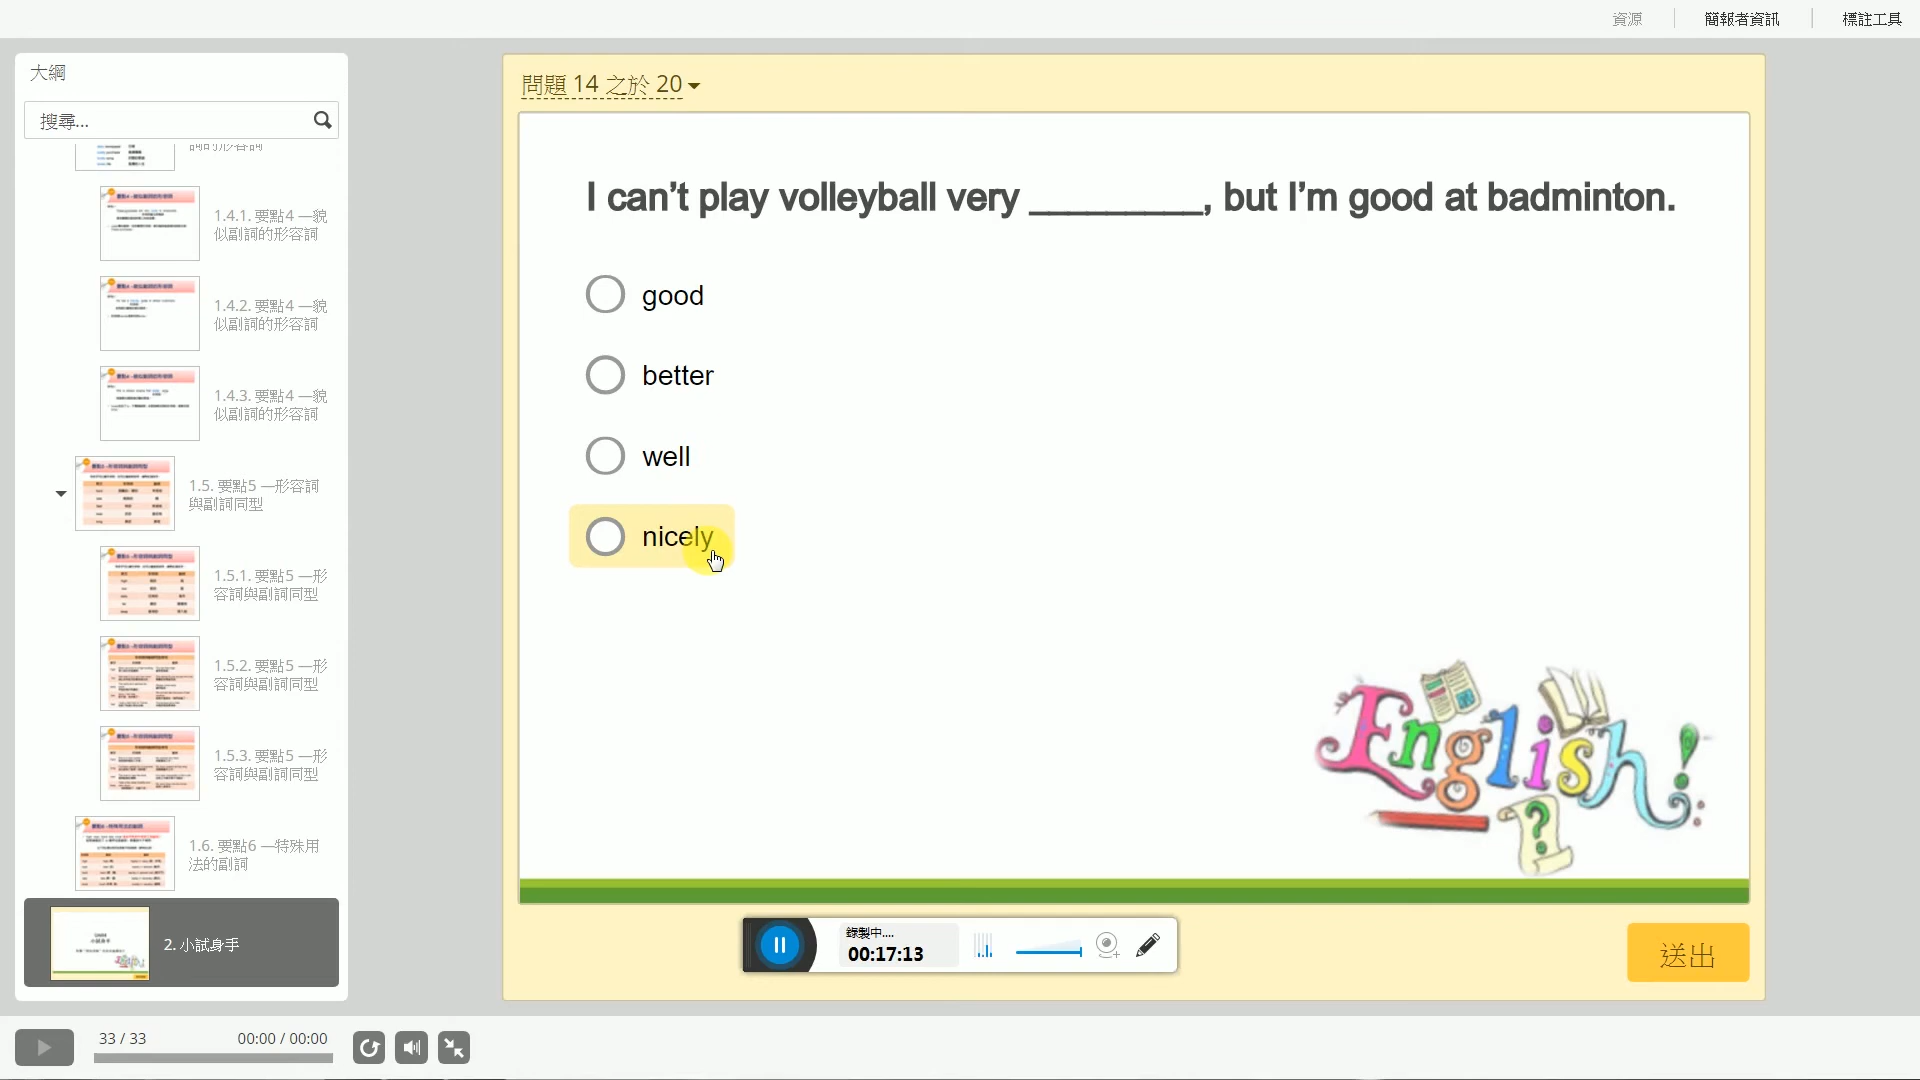 資源
簡報者資訊
標註工具
大綱
搜尋...
詞的形容詞
1.4.1. 要點4 —貌
似副詞的形容詞
1.4.2. 要點4 —貌
似副詞的形容詞
1.4.3. 要點4 —貌
似副詞的形容詞
1.5. 要點5 —形容詞
與副詞同型
1.5.1. 要點5 —形
容詞與副詞同型
1.5.2. 要點5 —形
容詞與副詞同型
1.5.3. 要點5 —形
容詞與副詞同型
1.6. 要點6 —特殊用
法的副詞
2. 小試身手
問題 14 之於 20
I can’t play volleyball very _________, but I’m good at badminton.
good
better
well
nicely
English!
?
錄製中....
00:17:13
送出
33 / 33
00:00 / 00:00